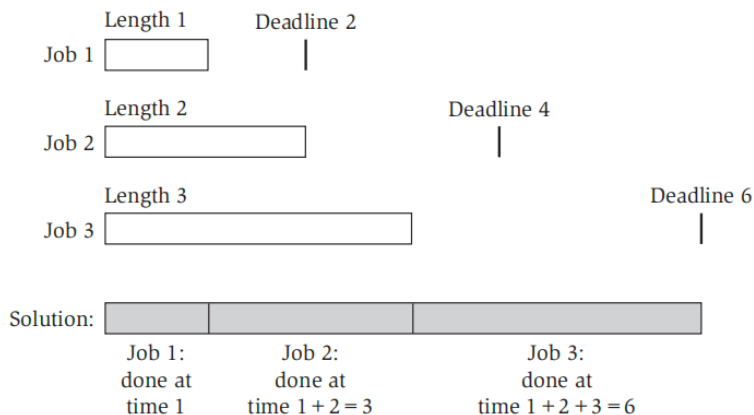 Length 1
Deadline 2
Job 1
Length 2
Deadline 4
Job 2
Length 3
Deadline 6
Job 3
Solution:
Job 1:
done at
time 1
Job 2:
done at
time 1 + 2 = 3
Job 3:
done at
time 1 + 2 + 3 = 6